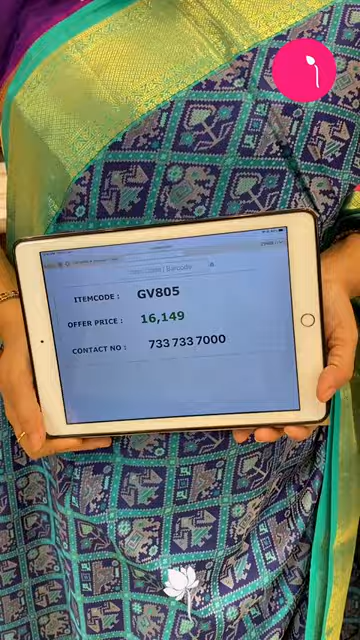 ITEMCODE : GV805
OFFER PRICE : 16,149
CONTACT NO : 733 733 7000